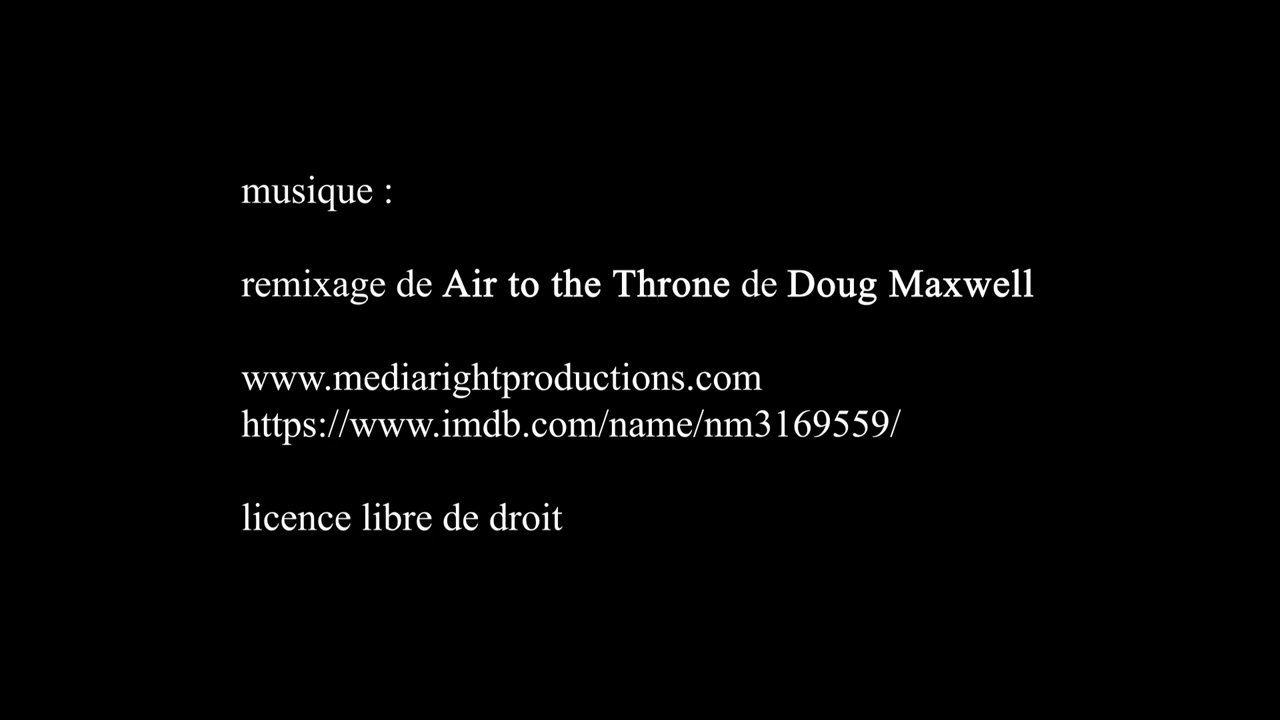 musique :
remixage de Air to the Throne de Doug Maxwell
www.mediarightproductions.com
https://www.imdb.com/name/nm3169559/
licence libre de droit